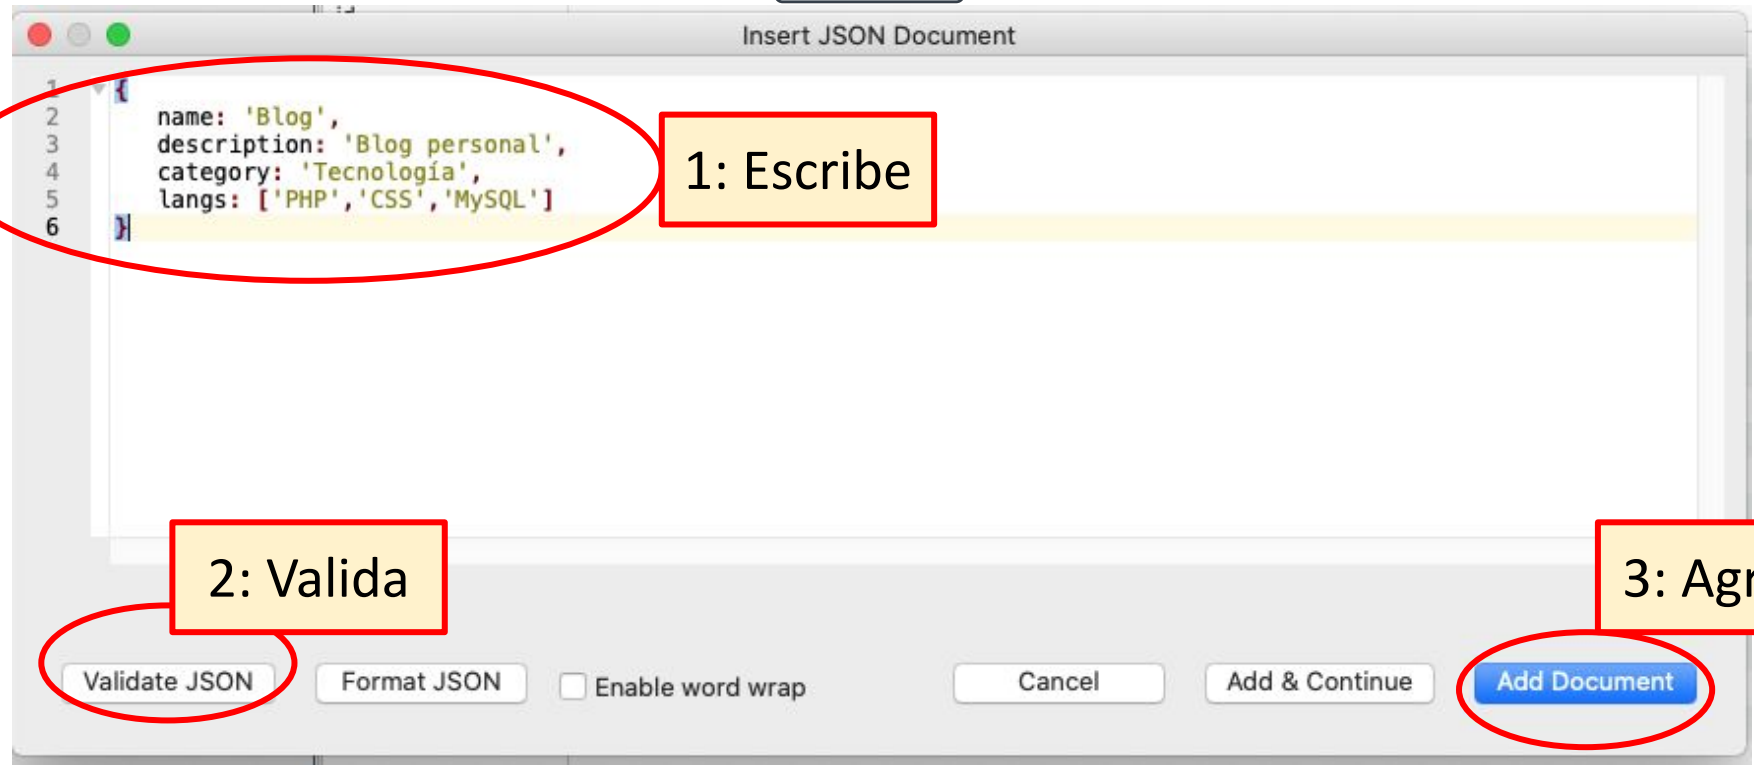 Insert JSON Document
1 {
2 name: 'Blog',
3 description: 'Blog personal',
4 category: 'Tecnología',
5 langs: ['PHP','CSS','MySQL']
6 }
1: Escribe
2: Valida
3: Agr
Validate JSON
Format JSON
Enable word wrap
Cancel
Add & Continue
Add Document